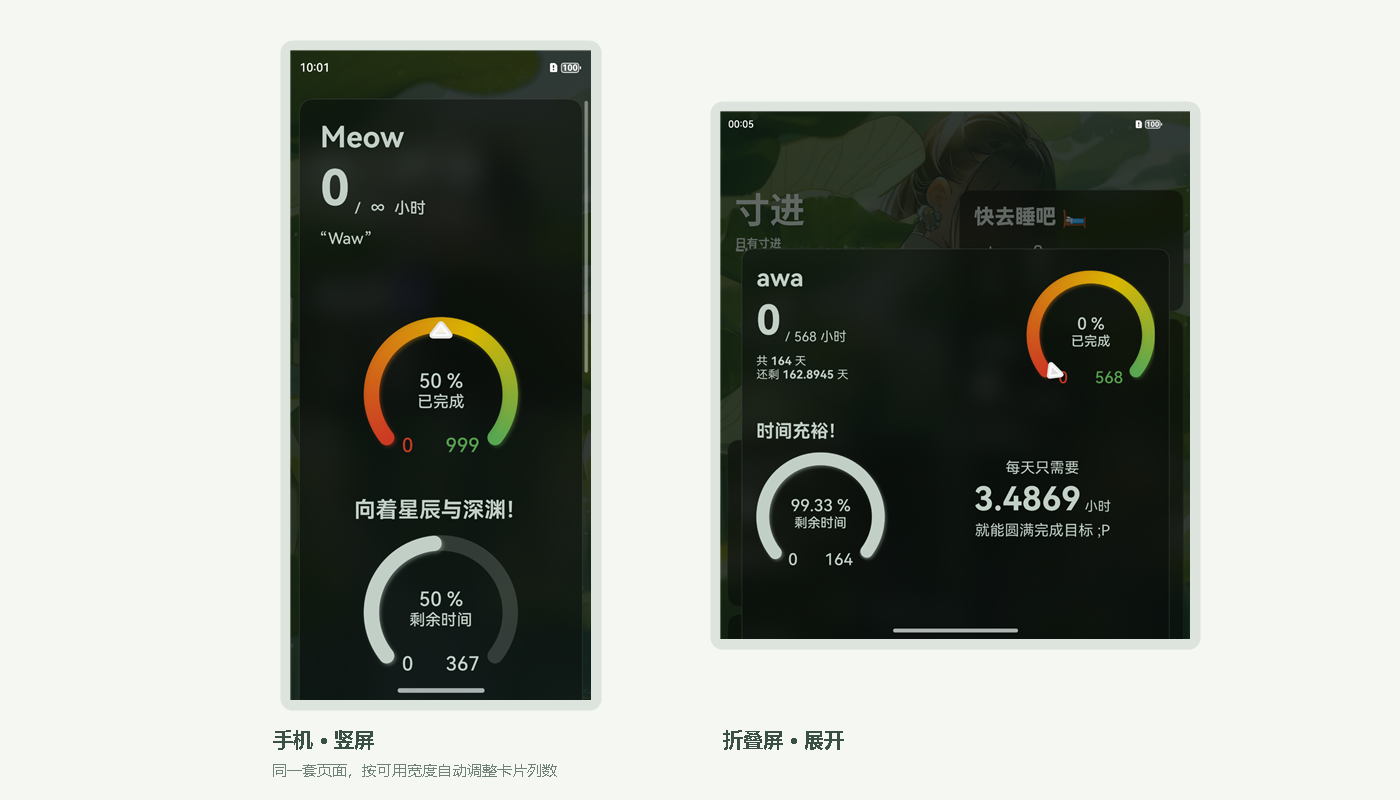 10:01
100
Meow
0 / ∞ 小时
“Waw”
50 %
已完成
0 999
向着星辰与深渊!
50 %
剩余时间
0 367
手机 • 竖屏
同一套页面，按可用宽度自动调整卡片列数
00:05
100
寸进
日有寸进
快去睡吧 🛏️
awa
0 / 568 小时
共 164 天
还剩 162.8945 天
0 %
已完成
0 568
时间充裕!
99.33 %
剩余时间
0 164
每天只需要
3.4869 小时
就能圆满完成目标 ;P
折叠屏 • 展开